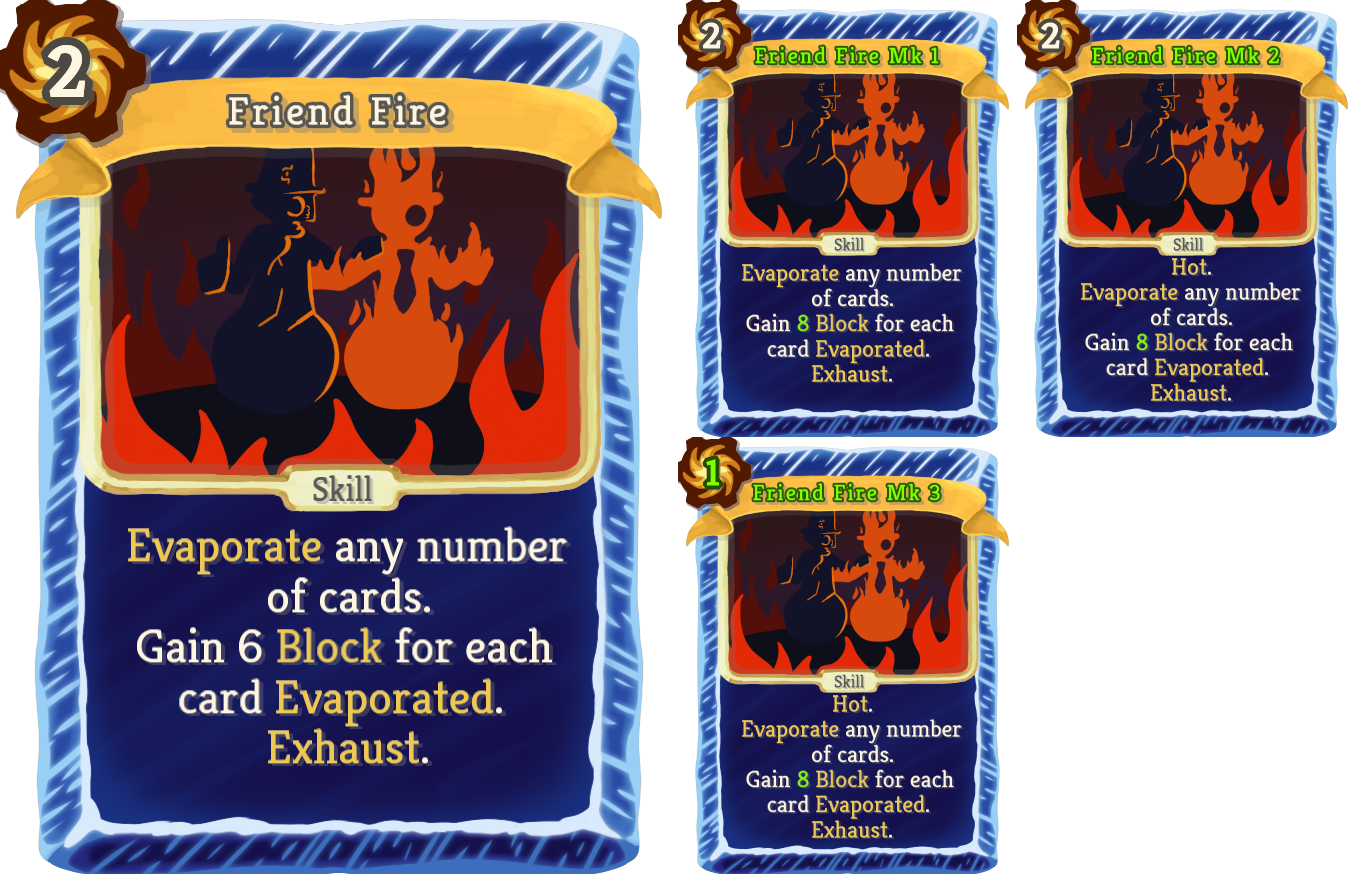 2
Friend Fire
Skill
Evaporate any number
of cards.
Gain 6 Block for each
card Evaporated.
Exhaust.
2
Friend Fire Mk 1
Skill
Evaporate any number
of cards.
Gain 8 Block for each
card Evaporated.
Exhaust.
2
Friend Fire Mk 2
Skill
Hot.
Evaporate any number
of cards.
Gain 8 Block for each
card Evaporated.
Exhaust.
1
Friend Fire Mk 3
Skill
Hot.
Evaporate any number
of cards.
Gain 8 Block for each
card Evaporated.
Exhaust.